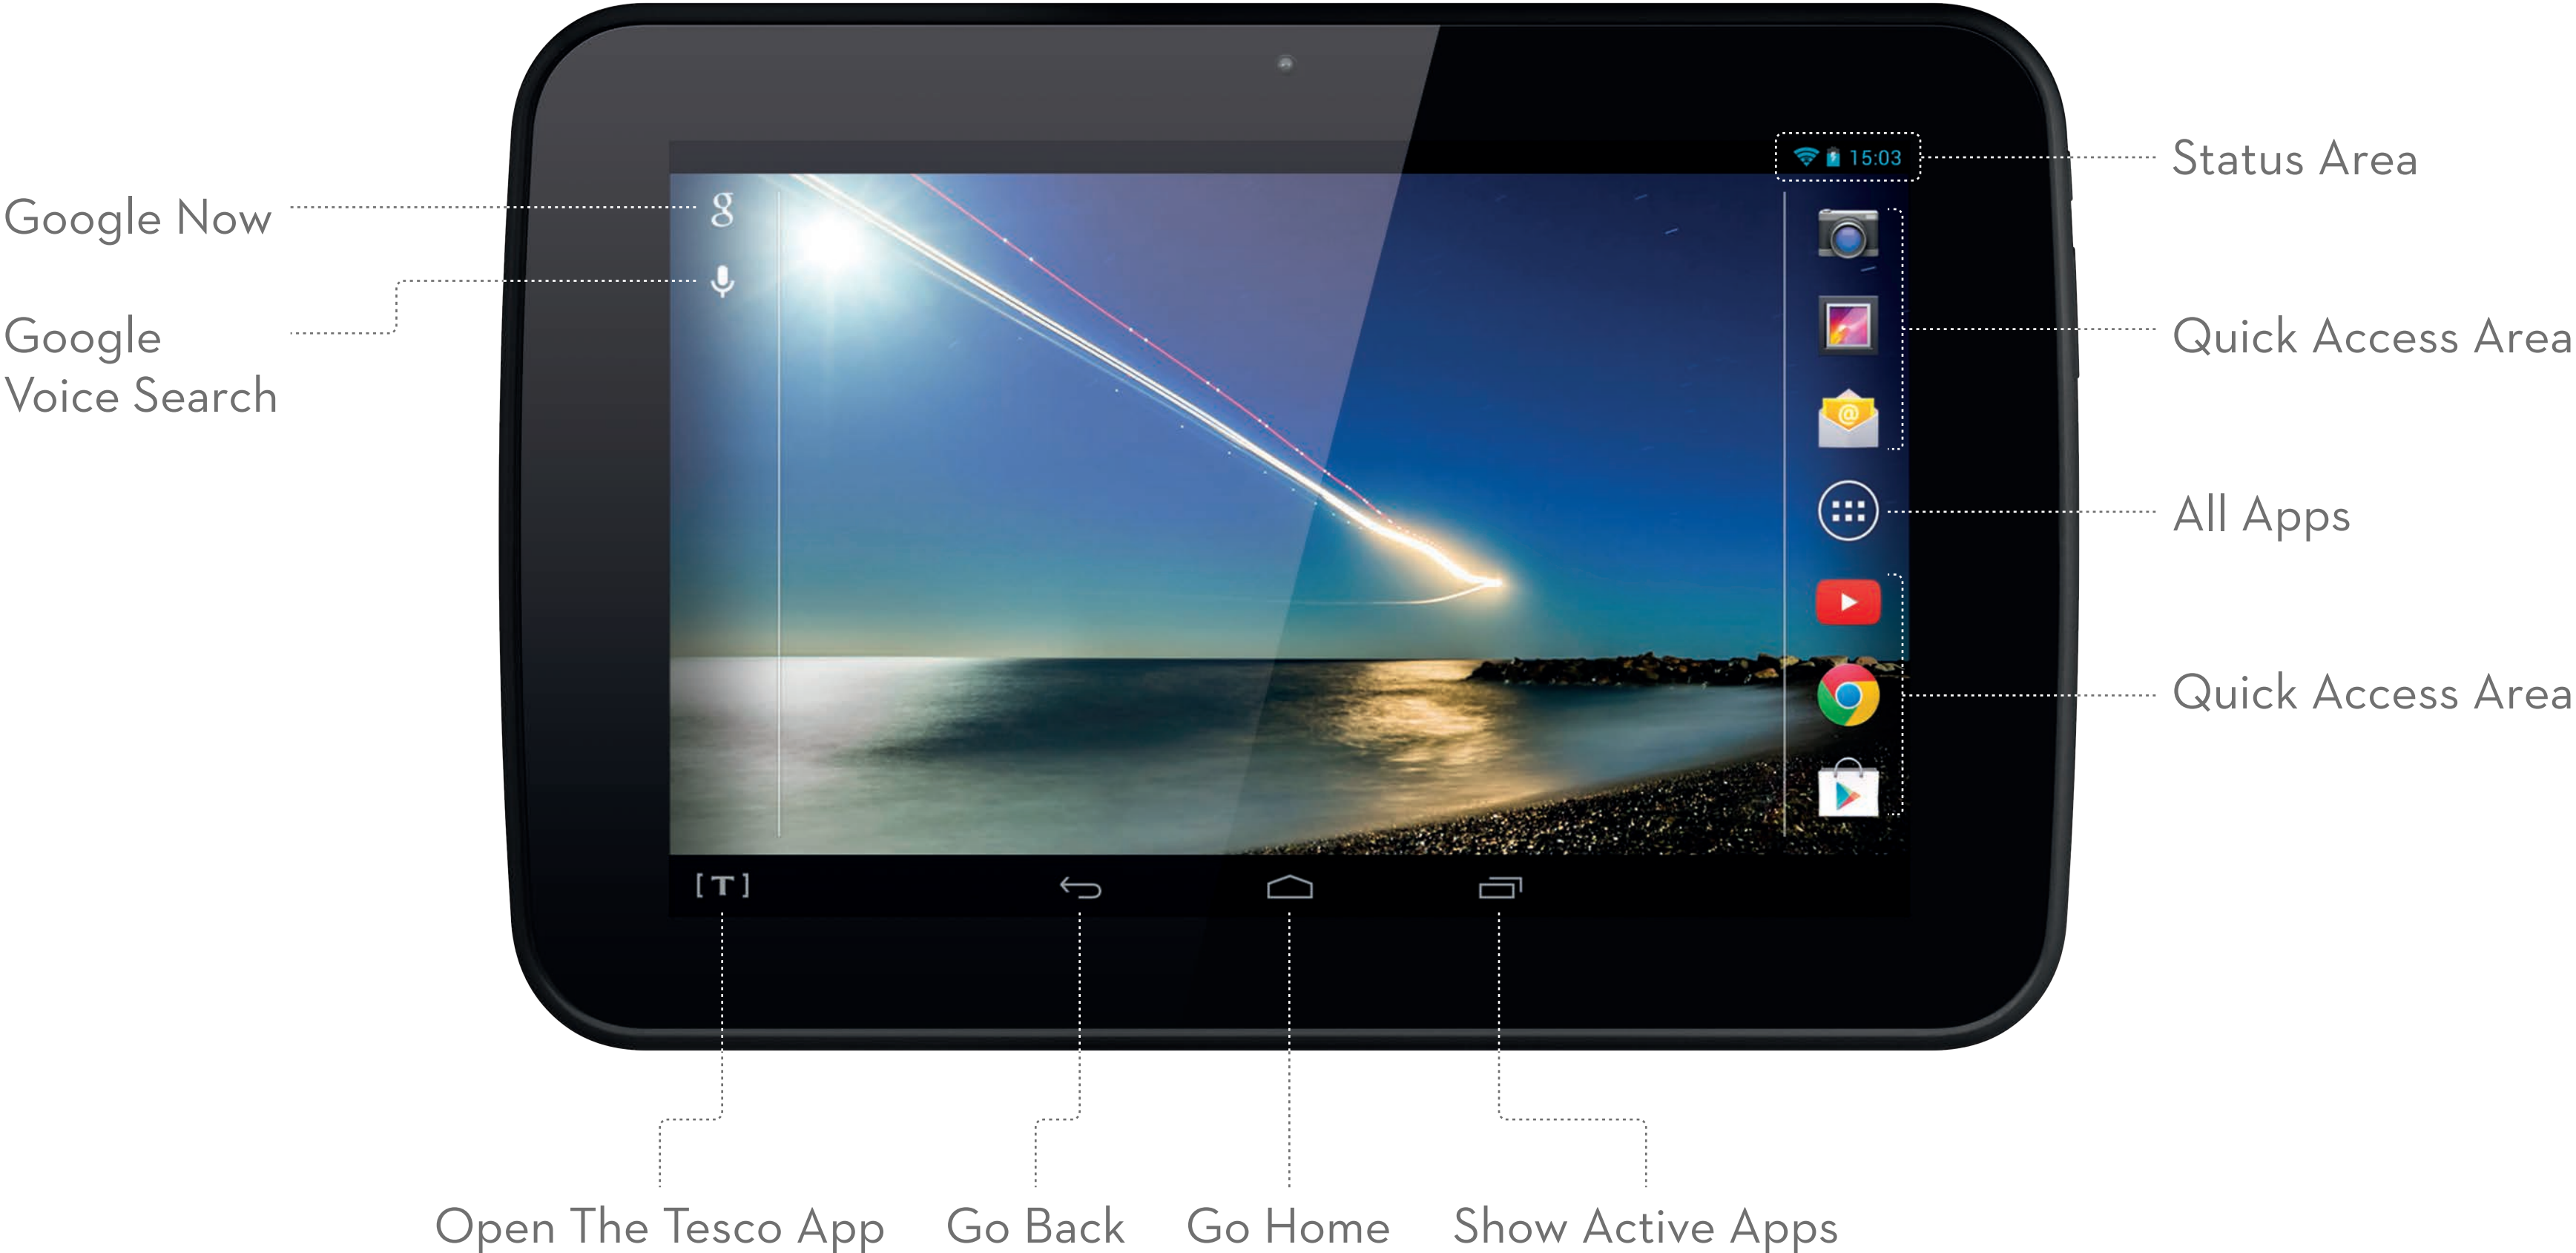 15:03
Status Area
Google Now
g
Google
Voice Search
Quick Access Area
@
All Apps
Quick Access Area
[T]
Open The Tesco App
Go Back
Go Home
Show Active Apps